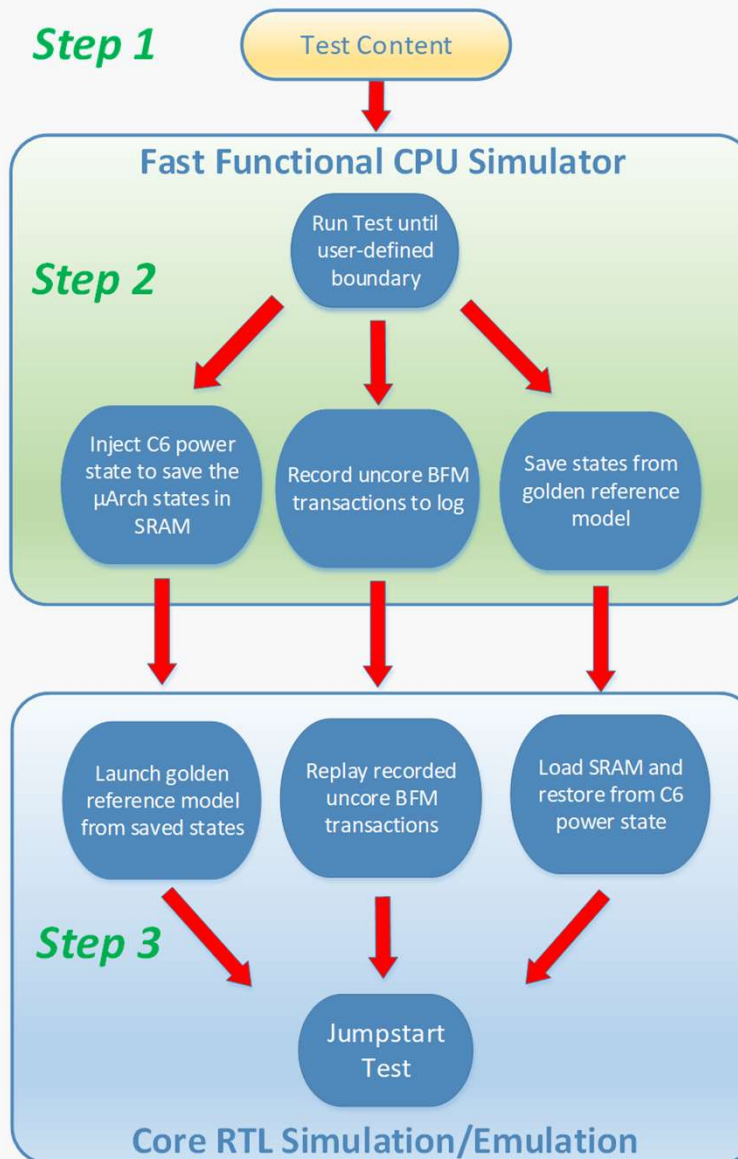 Step 1
Test Content
Fast Functional CPU Simulator
Run Test until
user-defined
boundary
Step 2
Inject C6 power
state to save the
µArch states in
SRAM
Record uncore BFM
transactions to log
Save states from
golden reference
model
Launch golden
reference model
from saved states
Replay recorded
uncore BFM
transactions
Load SRAM and
restore from C6
power state
Step 3
Jumpstart
Test
Core RTL Simulation/Emulation